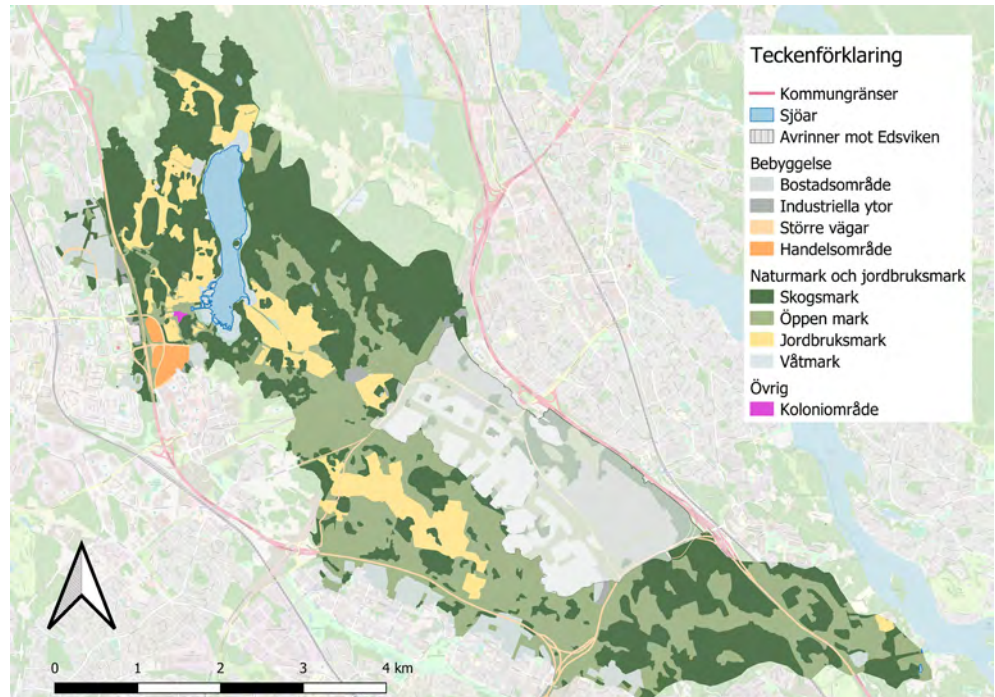 Teckenförklaring
Kommungränser
Sjöar
Avrinner mot Edsviken
Bebyggelse
Bostadsområde
Industriella ytor
Större vägar
Handelsområde
Naturmark och jordbruksmark
Skogsmark
Öppen mark
Jordbruksmark
Våtmark
Övrig
Koloniområde
0 1 2 3 4 km